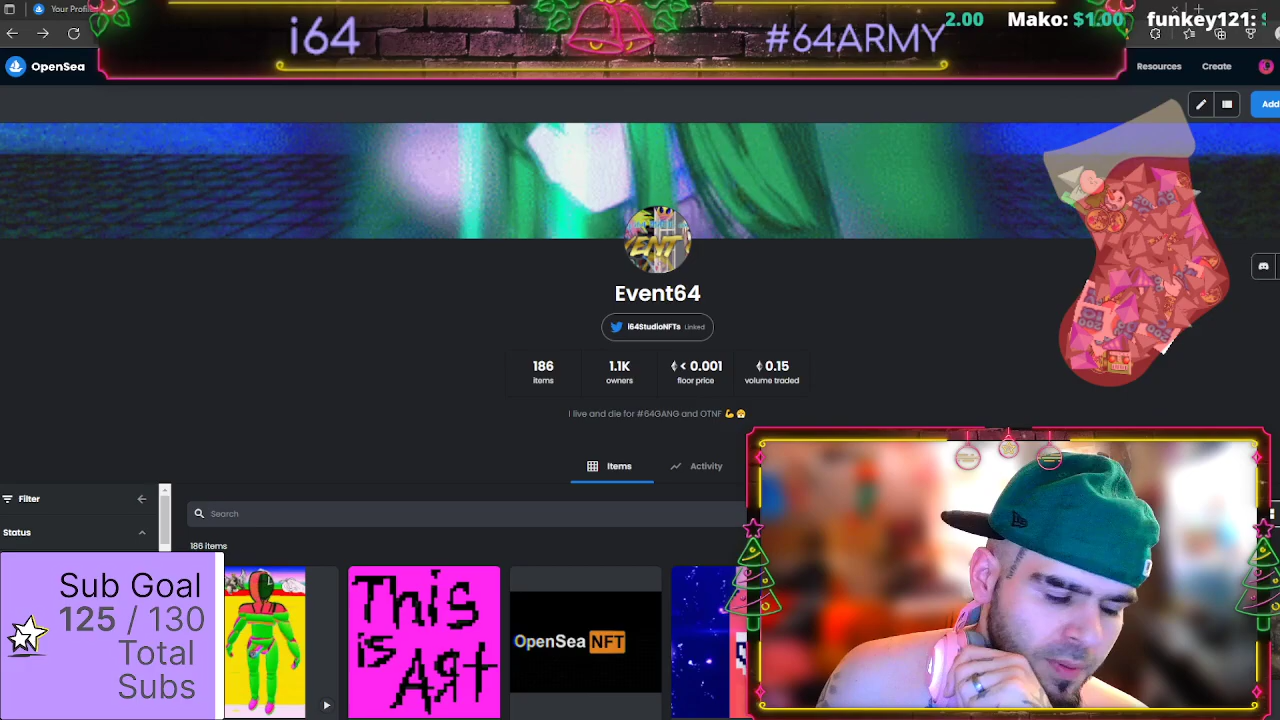 Your Profi
i64
#64ARMY
2.00 Mako: $1.00 funkey121: $
OpenSea
Resources
Create
Add
Event64
i64StudioNFTs Linked
186
items
1.1K
owners
< 0.001
floor price
0.15
volume traded
I live and die for #64GANG and OTNF
Items
Activity
Filter
Search
Status
186 items
Sub Goal
125 / 130
Total
Subs
This
is
Art
OpenSea NFT